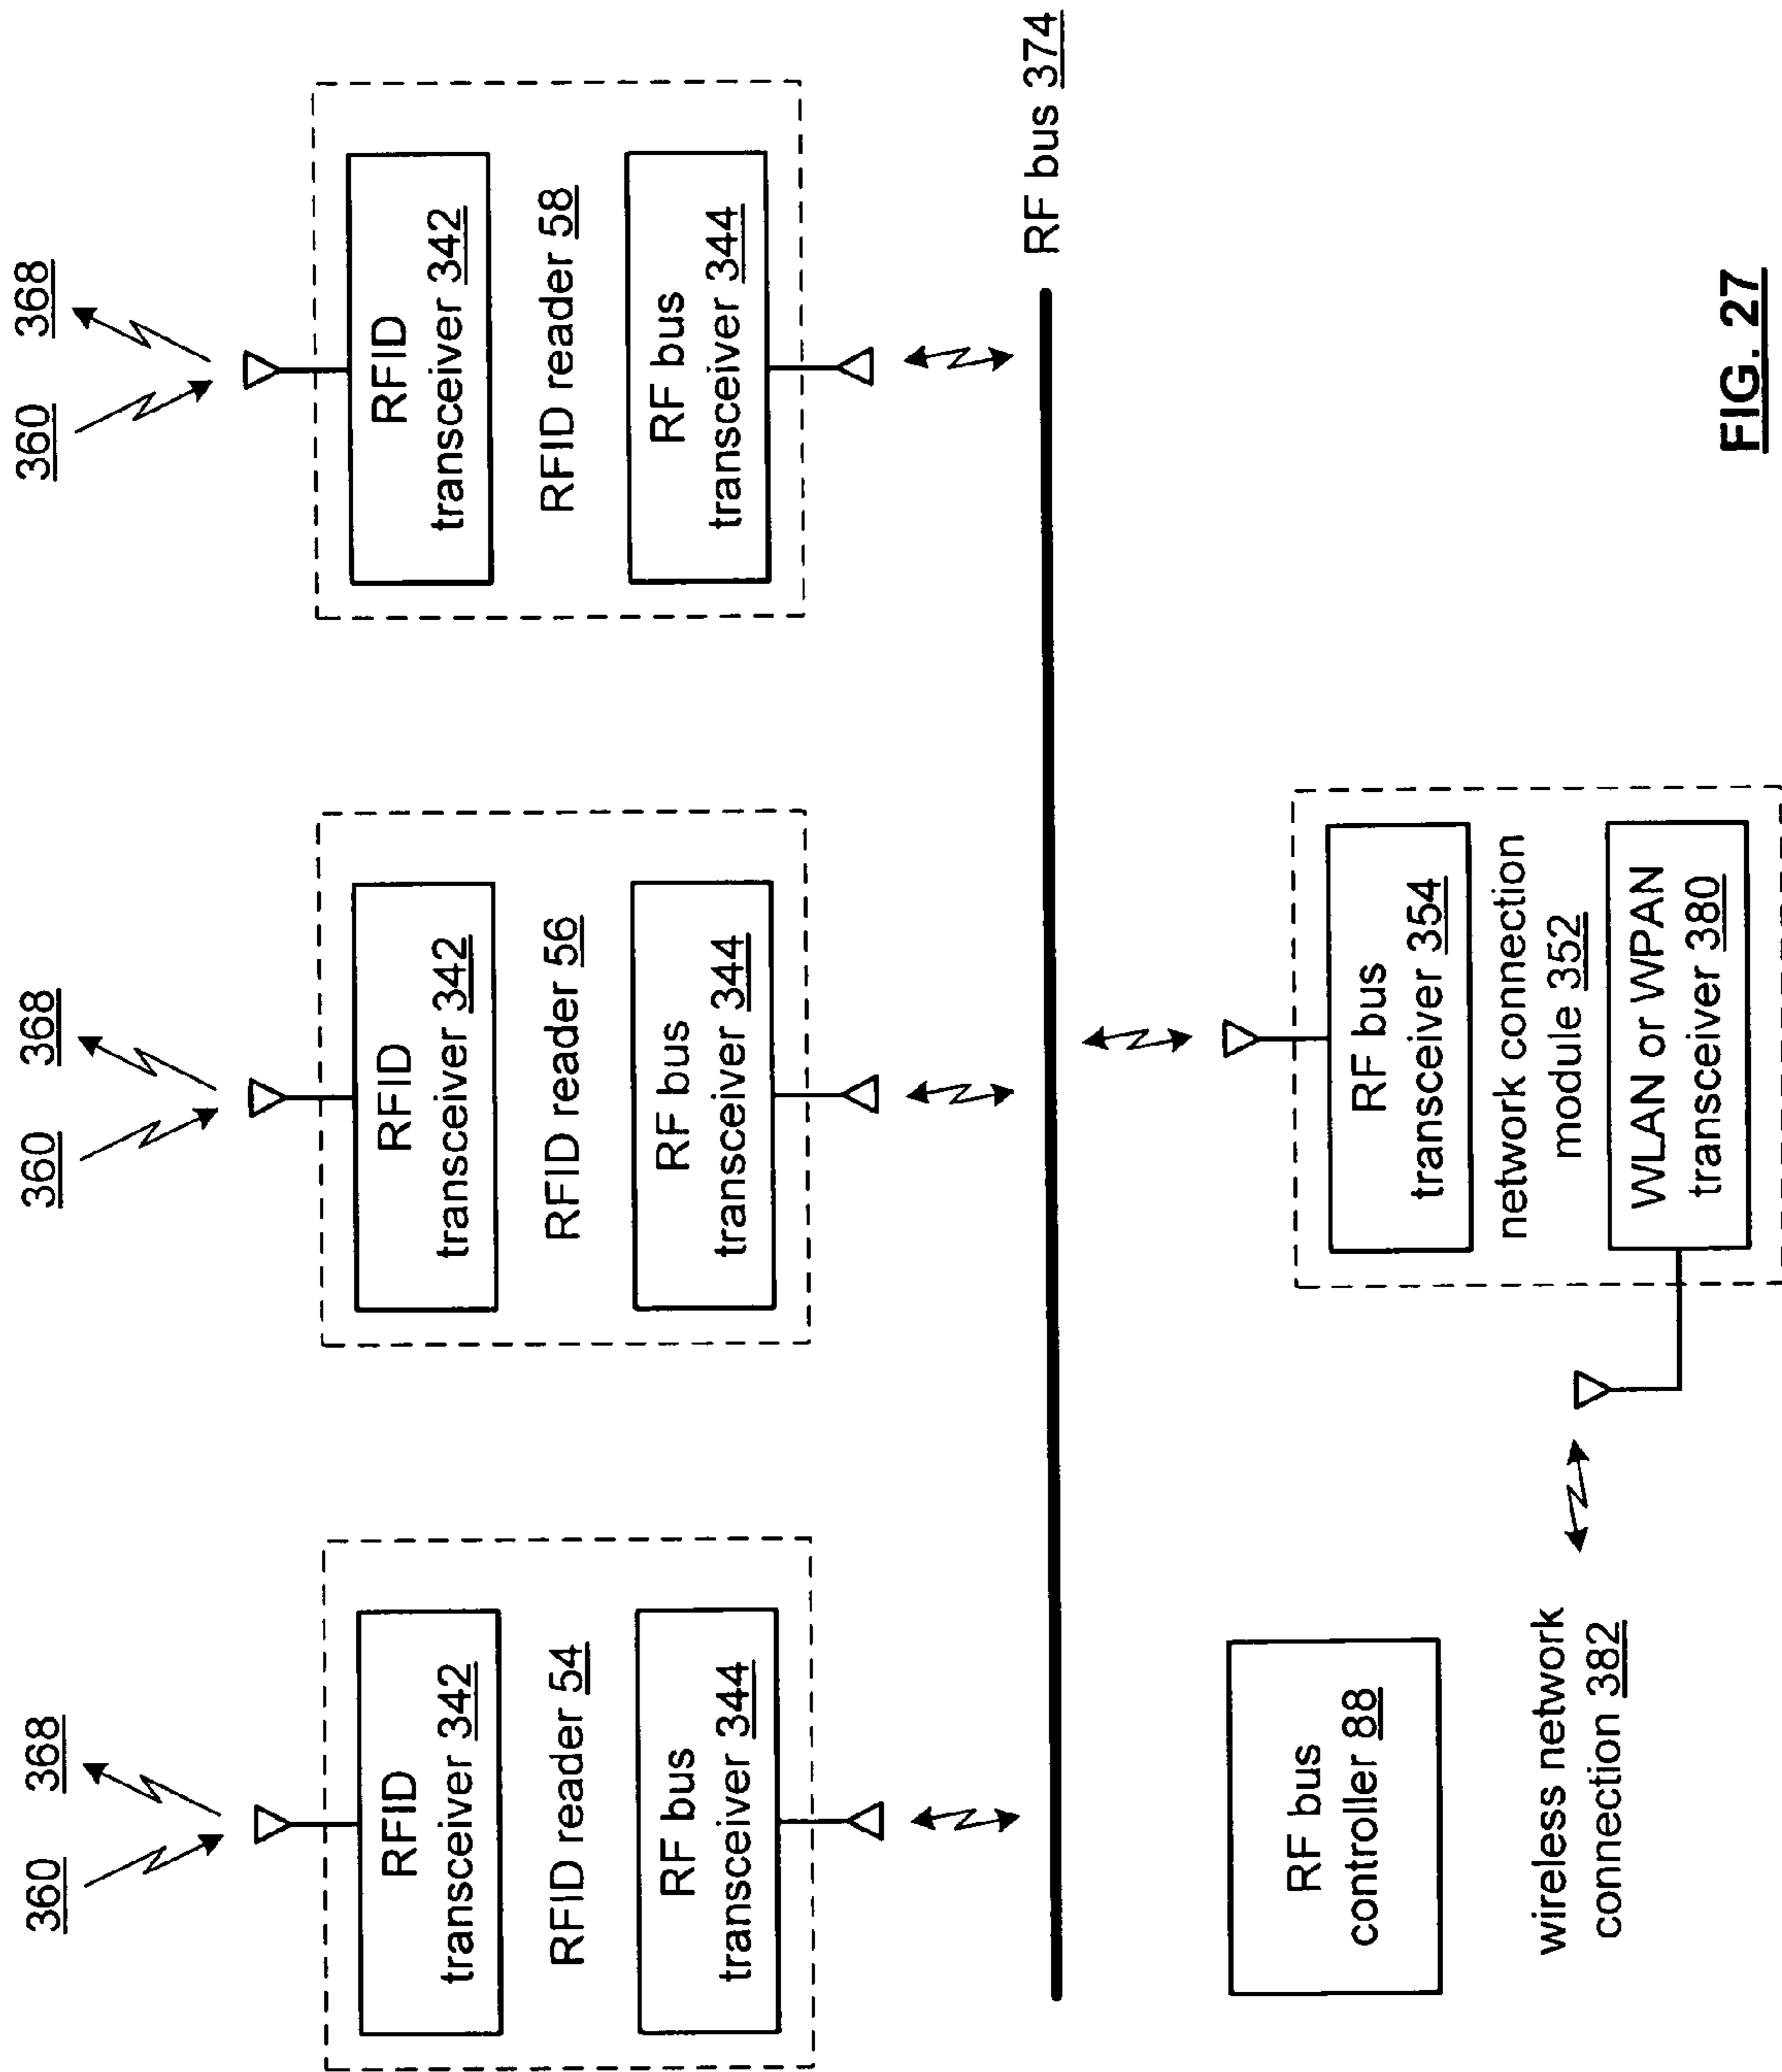 360 368
360 368
360 368
RFID
transceiver 342
RFID reader 54
RF bus
transceiver 344
RFID
transceiver 342
RFID reader 56
RF bus
transceiver 344
RFID
transceiver 342
RFID reader 58
RF bus
transceiver 344
RF bus 374
RF bus
controller 88
wireless network
connection 382
RF bus
transceiver 354
network connection
module 352
WLAN or WPAN
transceiver 380
FIG. 27